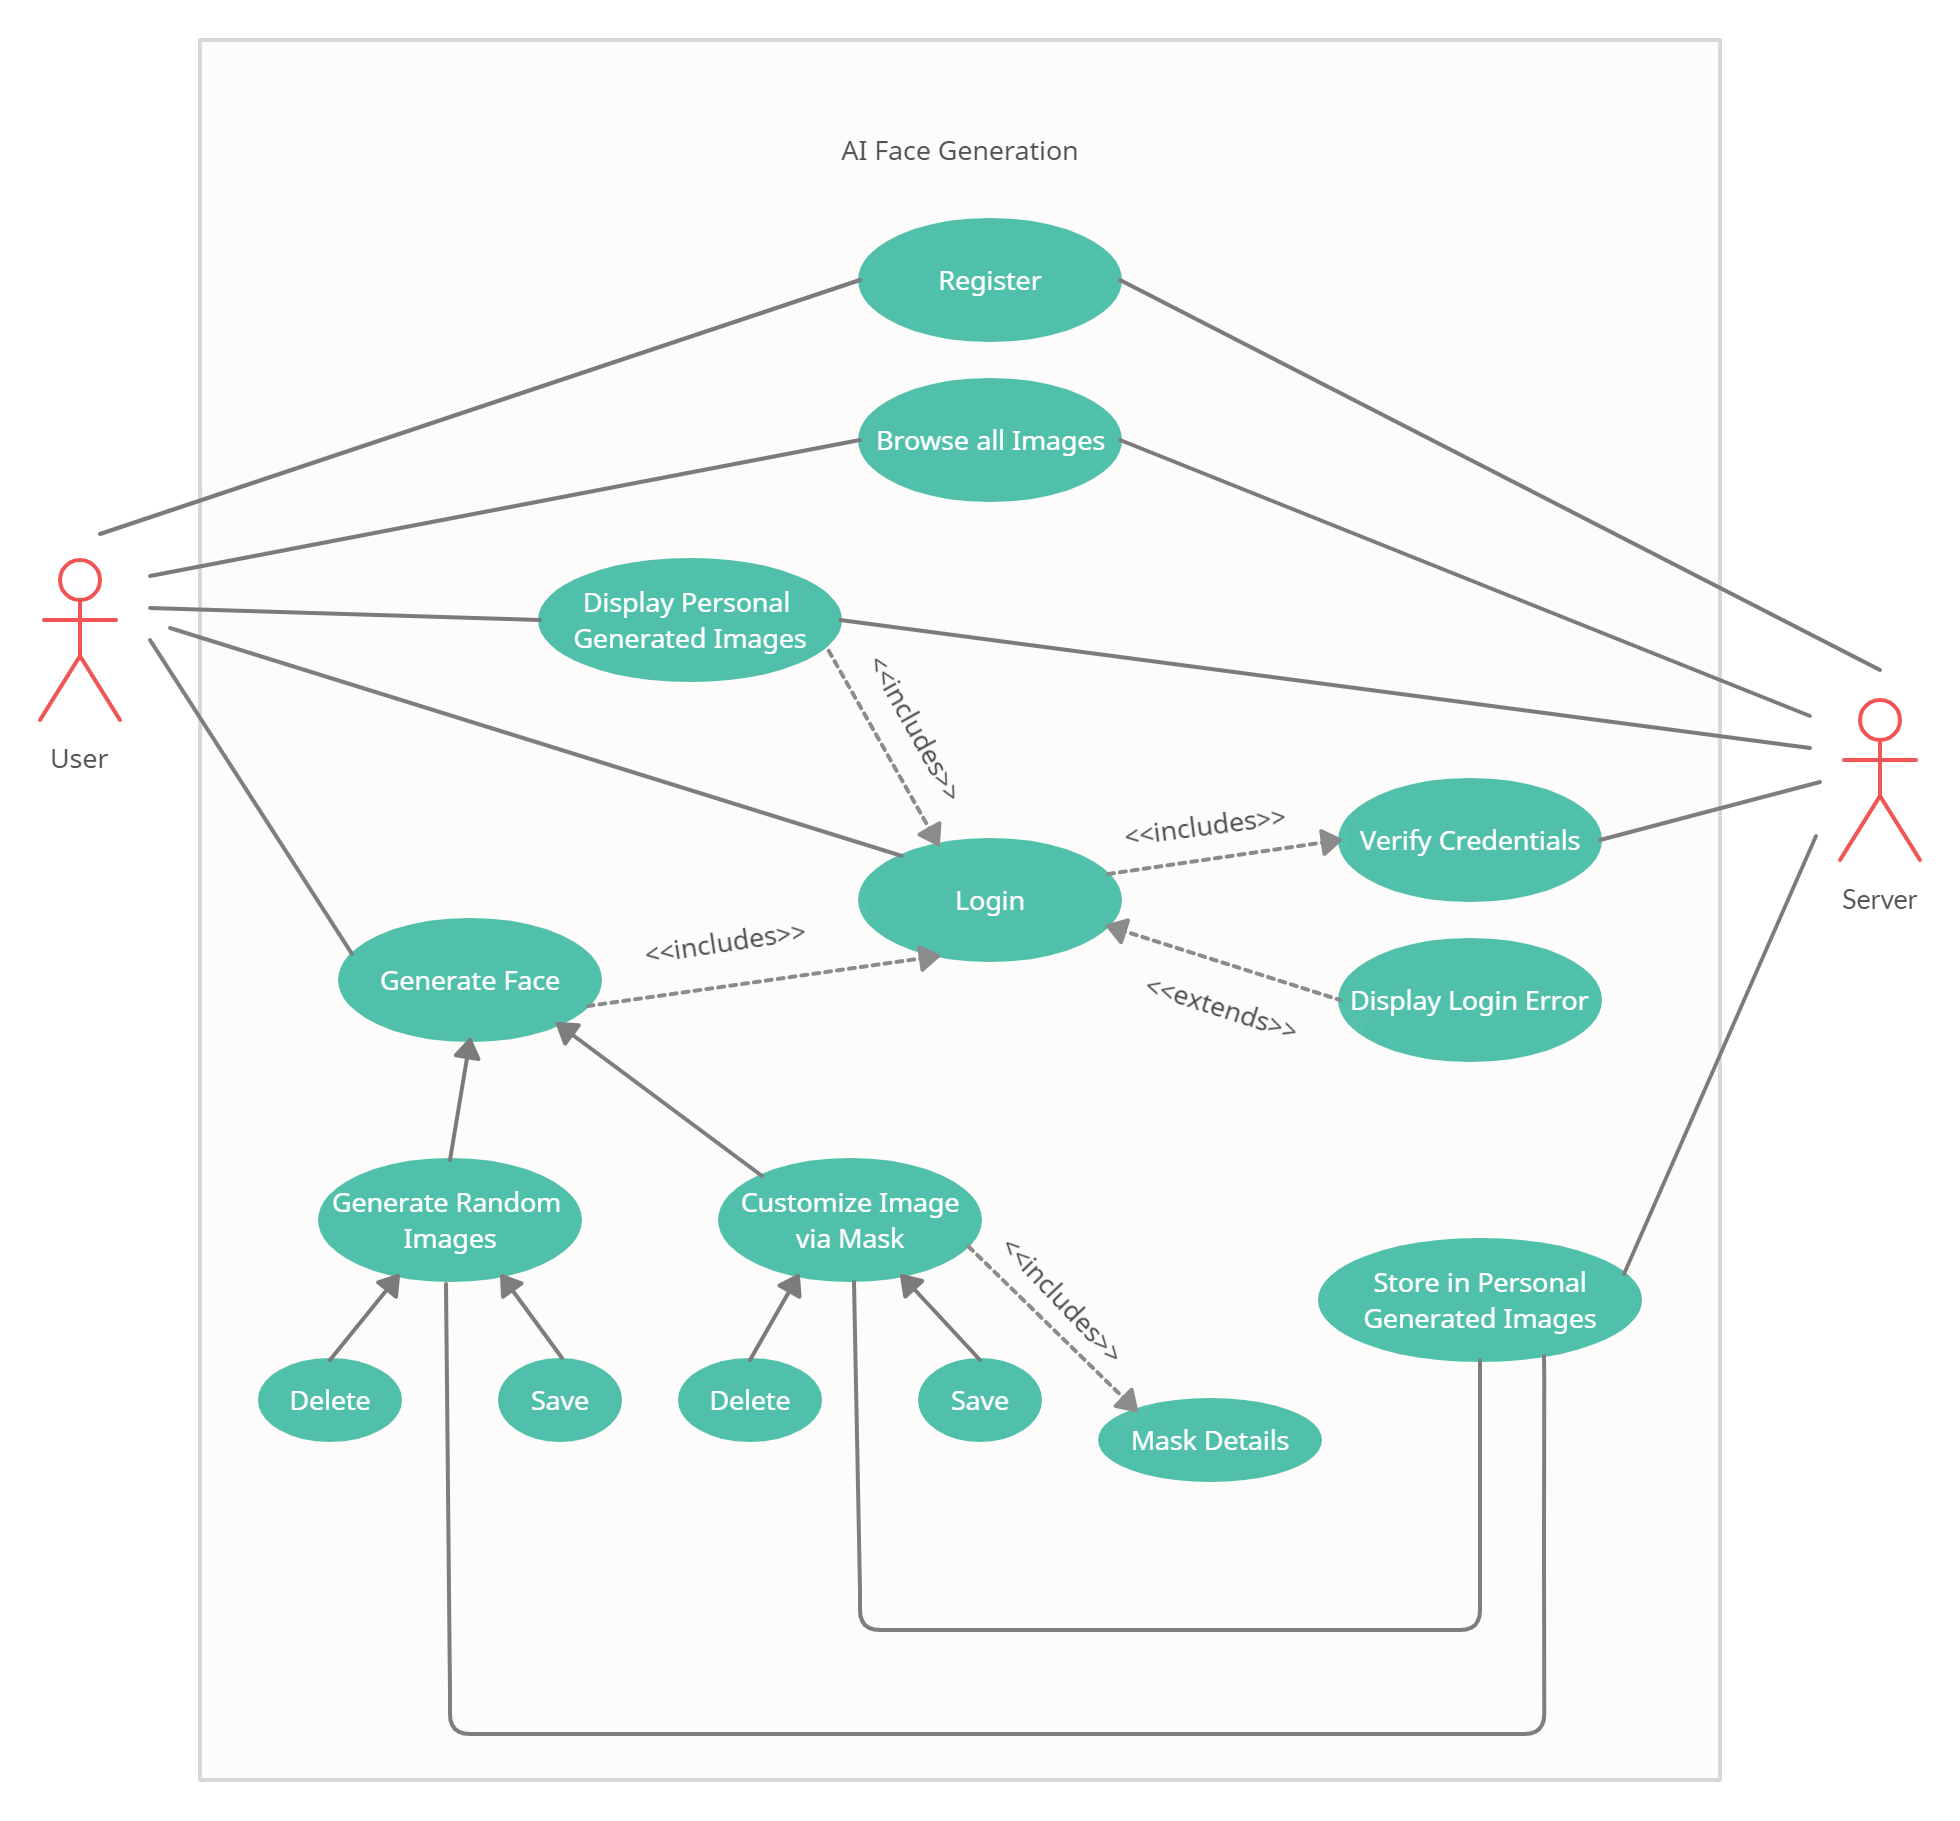 AI Face Generation
Register
Browse all Images
Display Personal
Generated Images
<<includes>>
User
<<includes>>
Verify Credentials
Login
Server
<<includes>>
Generate Face
<<extends>>
Display Login Error
Generate Random
Images
Customize Image
via Mask
<<includes>>
Store in Personal
Generated Images
Delete
Save
Delete
Save
Mask Details